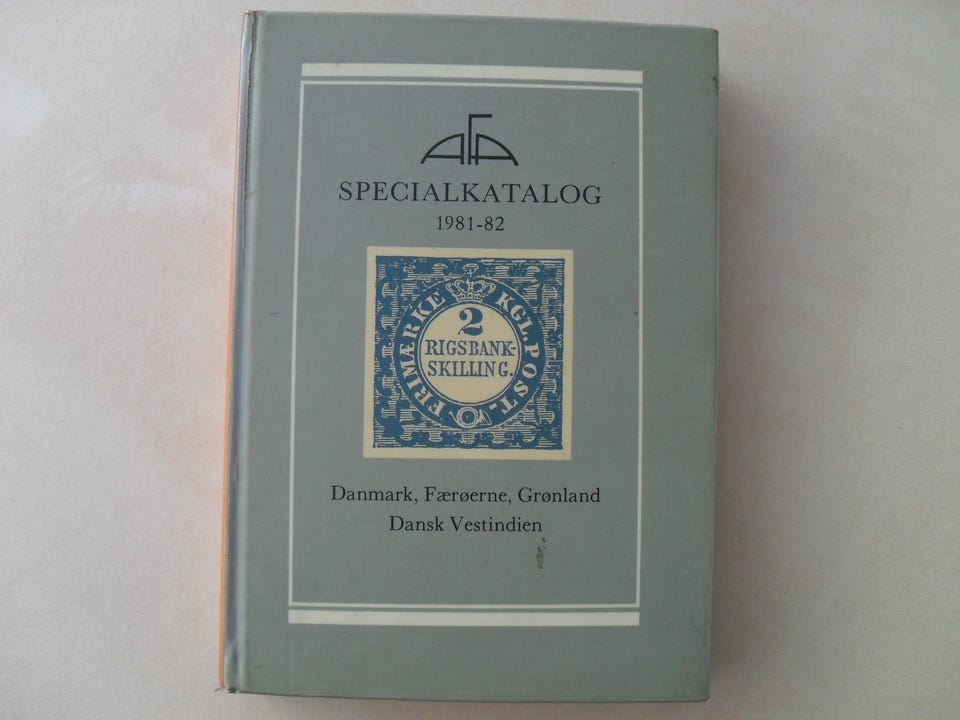 AFA
SPECIALKATALOG
1981-82
KGL. POST-
FRIMÆRKE
2
RIGSBANK-
SKILLING.
Danmark, Færøerne, Grønland
Dansk Vestindien